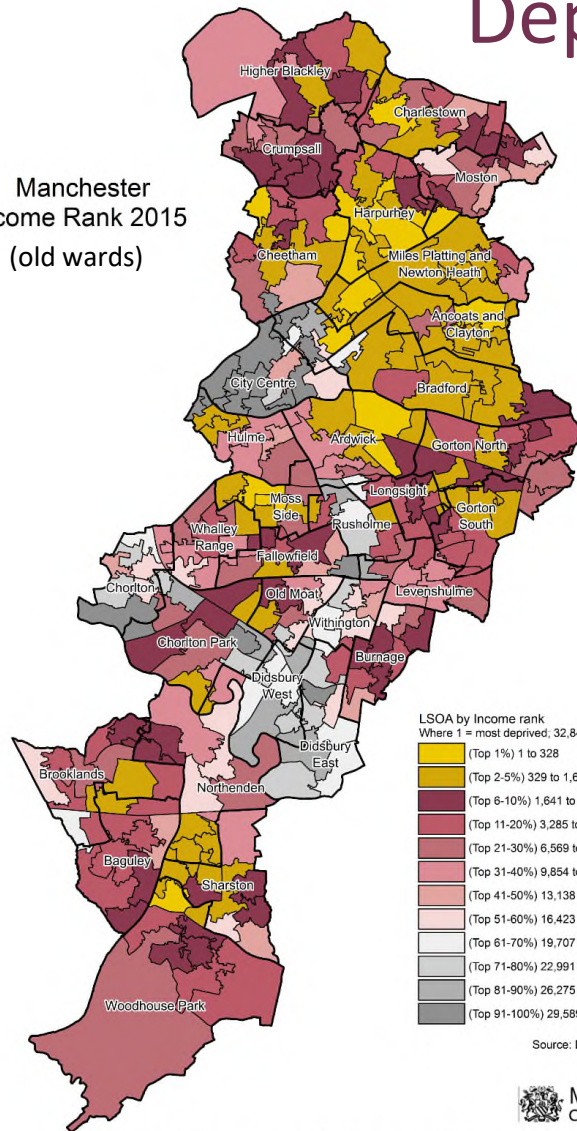 Dep
Manchester
come Rank 2015
(old wards)
Higher Blackley
Charlestown
Crumpsall
Moston
Harpurhey
Cheetham
Miles Platting and
Newton Heath
Ancoats and
Clayton
City Centre
Bradford
Hulme
Ardwick
Gorton North
Longsight
Moss
Side
Rusholme
Gorton
South
Whalley
Range
Fallowfield
Chorlton
Old Moat
Levenshulme
Withington
Chorlton Park
Burnage
Didsbury
West
Didsbury
East
Brooklands
Northenden
Baguley
Sharston
Woodhouse Park
LSOA by Income rank
Where 1 = most deprived; 32,84
(Top 1%) 1 to 328
(Top 2-5%) 329 to 1,6
(Top 6-10%) 1,641 to
(Top 11-20%) 3,285 to
(Top 21-30%) 6,569 to
(Top 31-40%) 9,854 to
(Top 41-50%) 13,138
(Top 51-60%) 16,423
(Top 61-70%) 19,707
(Top 71-80%) 22,991
(Top 81-90%) 26,275
(Top 91-100%) 29,589
Source:
M